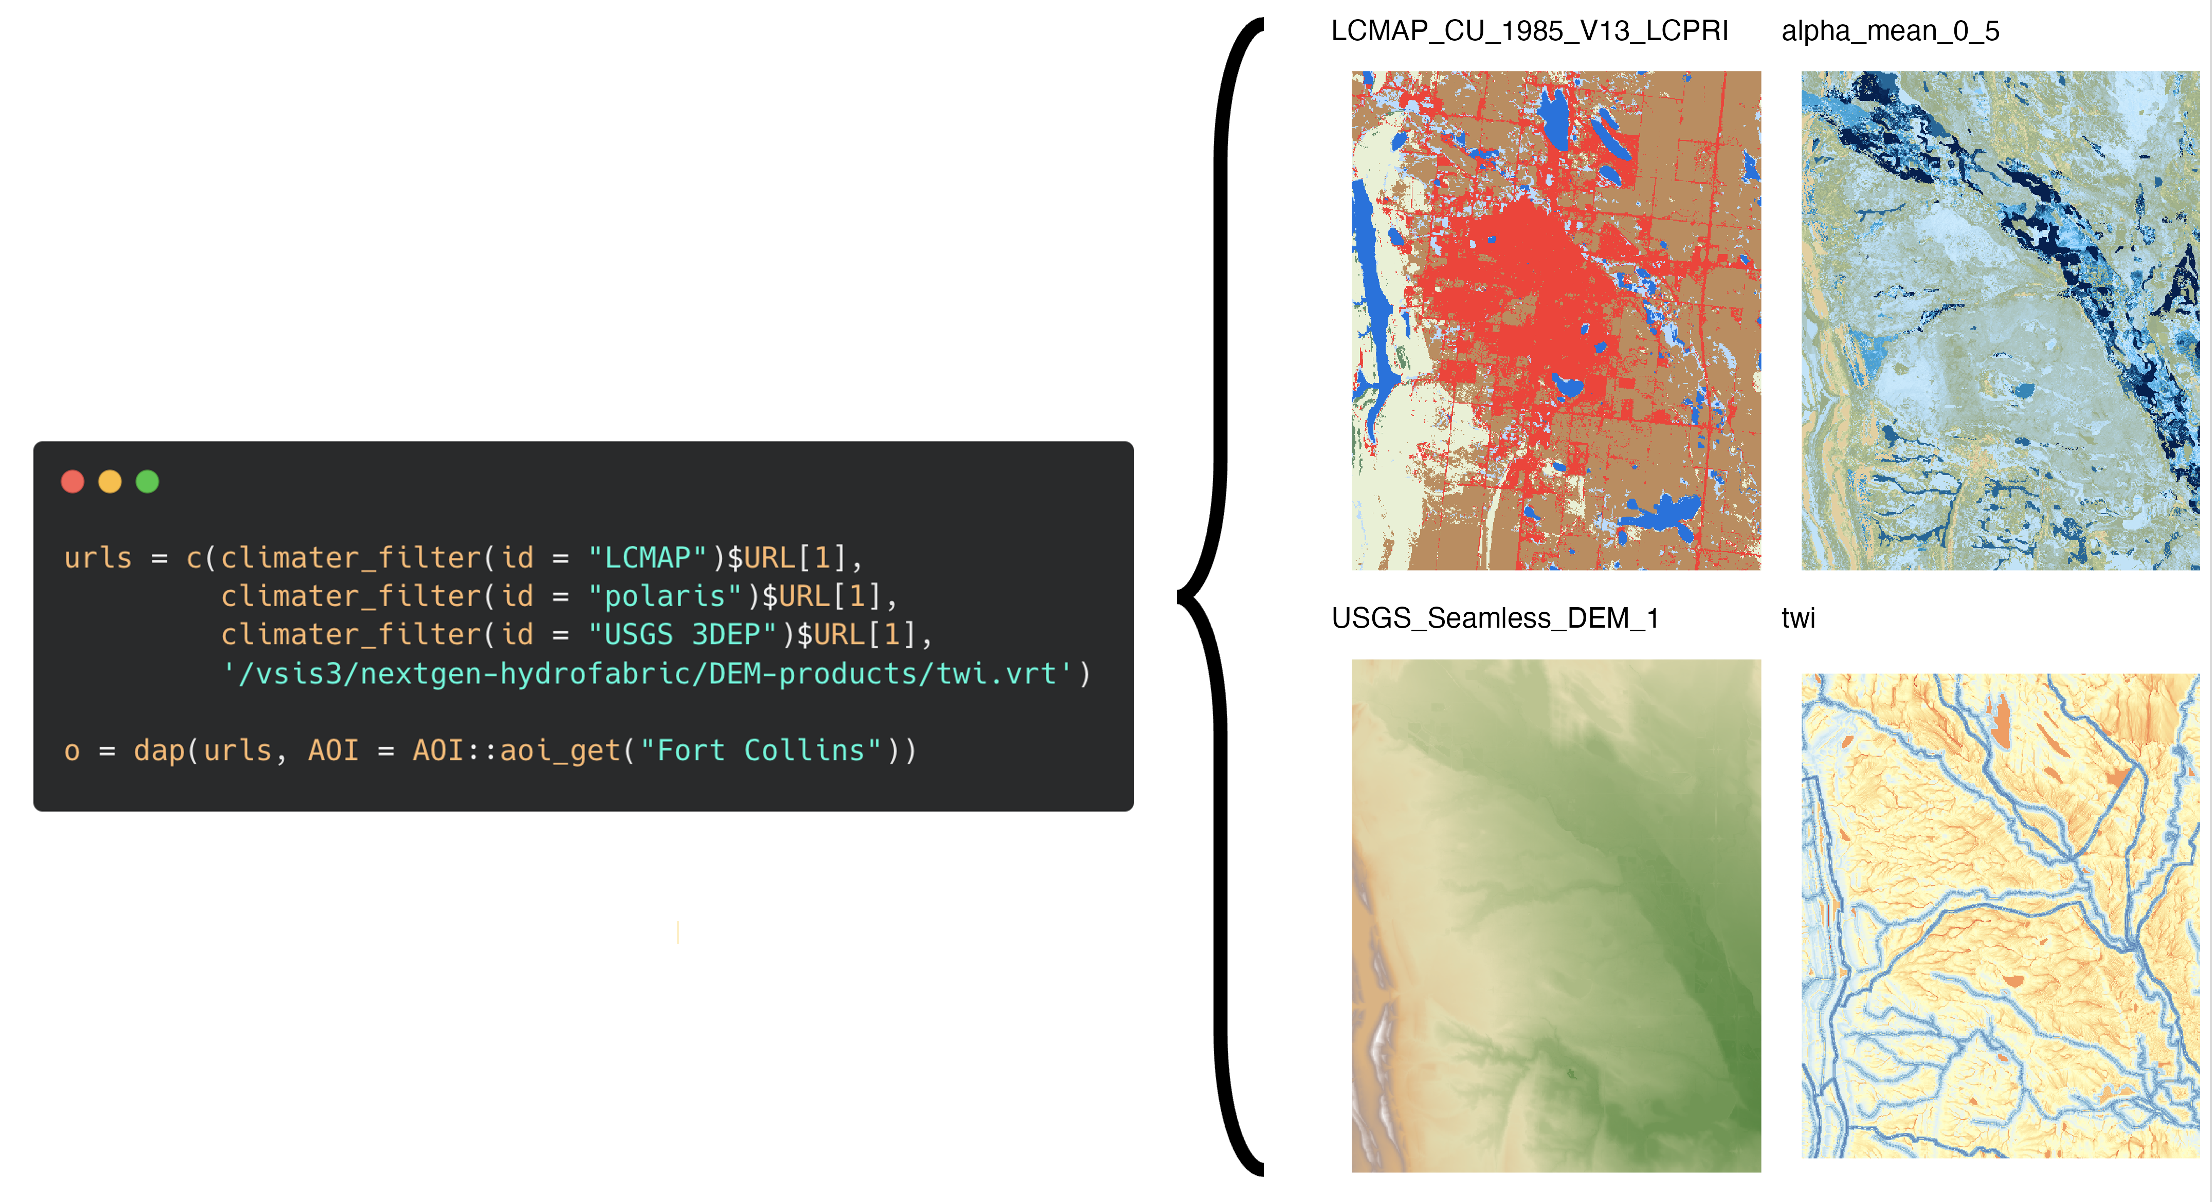 urls = c(climater_filter(id = "LCMAP")$URL[1],
climater_filter(id = "polaris")$URL[1],
climater_filter(id = "USGS 3DEP")$URL[1],
'/vsis3/nextgen-hydrofabric/DEM-products/twi.vrt')
o = dap(urls, AOI = AOI::aoi_get("Fort Collins"))
LCMAP_CU_1985_V13_LCPRI
alpha_mean_0_5
USGS_Seamless_DEM_1
twi